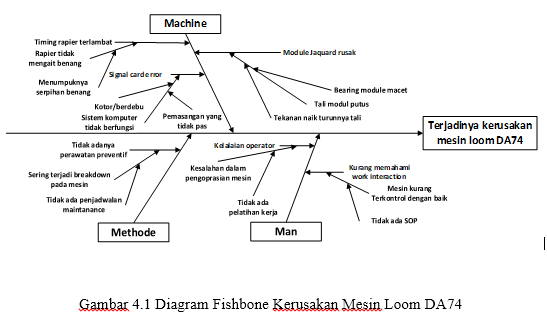 Machine
Timing rapier terlambat
Rapier tidak
mengait benang
Module Jaquard rusak
Signal card error
Menumpuknya
serpihan benang
Bearing module macet
Tali modul putus
Kotor/berdebu
Sistem komputer
tidak berfungsi
Pemasangan yang
tidak pas
Tekanan naik turunnya tali
Terjadinya kerusakan
mesin loom DA74
Tidak adanya
perawatan preventif
Kelalaian operator
Kesalahan dalam
pengoprasian mesin
Kurang memahami
work interaction
Sering terjadi breakdown
pada mesin
Mesin kurang
Terkontrol dengan baik
Tidak ada penjadwalan
maintanance
Tidak ada
pelatihan kerja
Tidak ada SOP
Methode
Man
Gambar 4.1 Diagram Fishbone Kerusakan Mesin Loom DA74